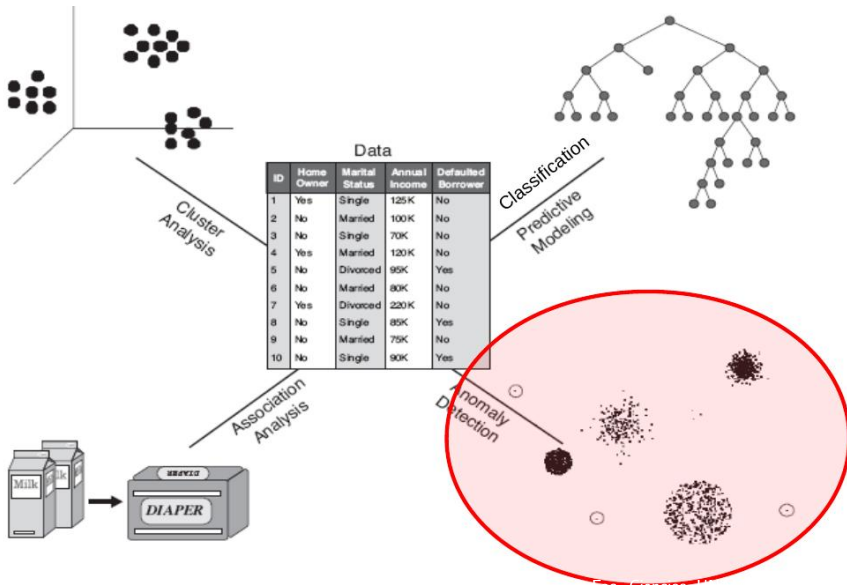 Data
ID Home Owner Marital Status Annual Income Defaulted Borrower
1 Yes Single 125K No
2 No Married 100K No
3 No Single 70K No
4 Yes Married 120K No
5 No Divorced 95K Yes
6 No Married 80K No
7 Yes Divorced 220K No
8 No Single 85K Yes
9 No Married 75K No
10 No Single 90K Yes
Cluster
Analysis
Classification
Predictive
Modeling
Association
Analysis
Anomaly
Detection
Milk
lk
DIAPER
DIAPER